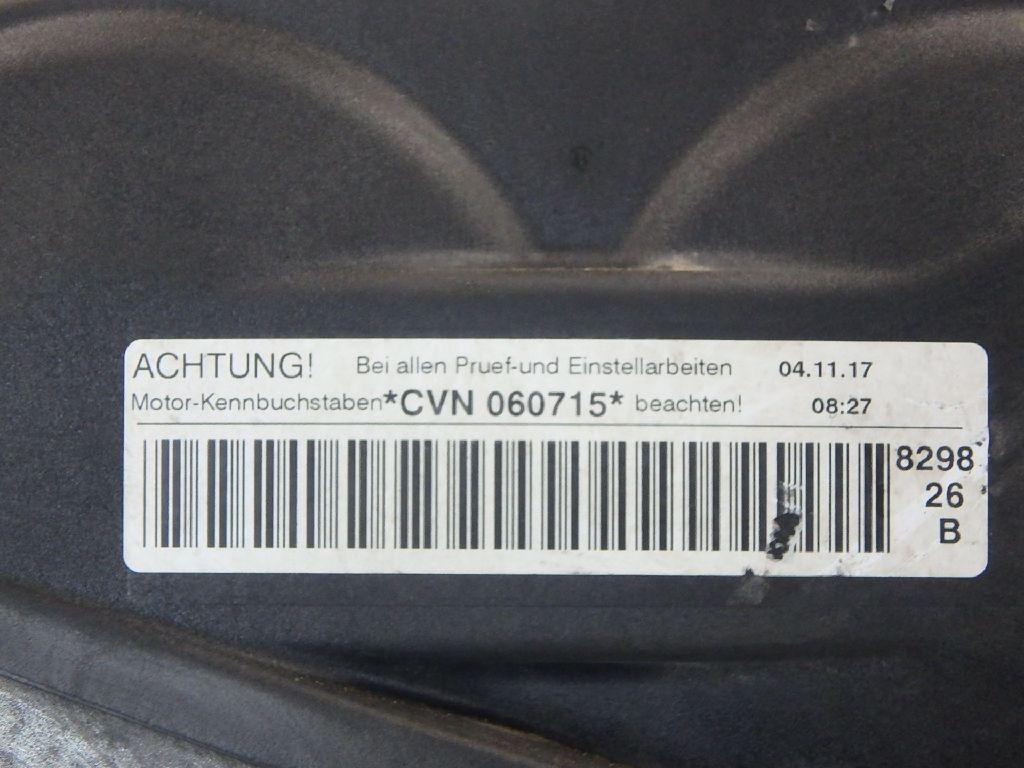 ACHTUNG! Bei allen Pruef-und Einstellarbeiten 04.11.17
Motor-Kennbuchstaben *CVN 060715* beachten! 08:27
8298
26
B